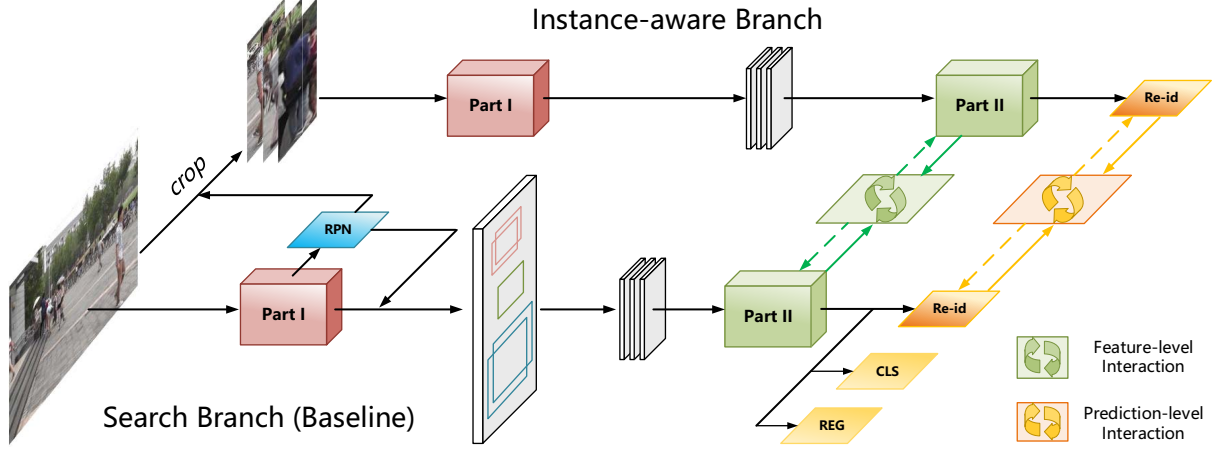 Instance-aware Branch
Part I
Part II
Re-id
crop
RPN
Part I
Part II
Re-id
CLS
REG
Search Branch (Baseline)
Feature-level
Interaction
Prediction-level
Interaction